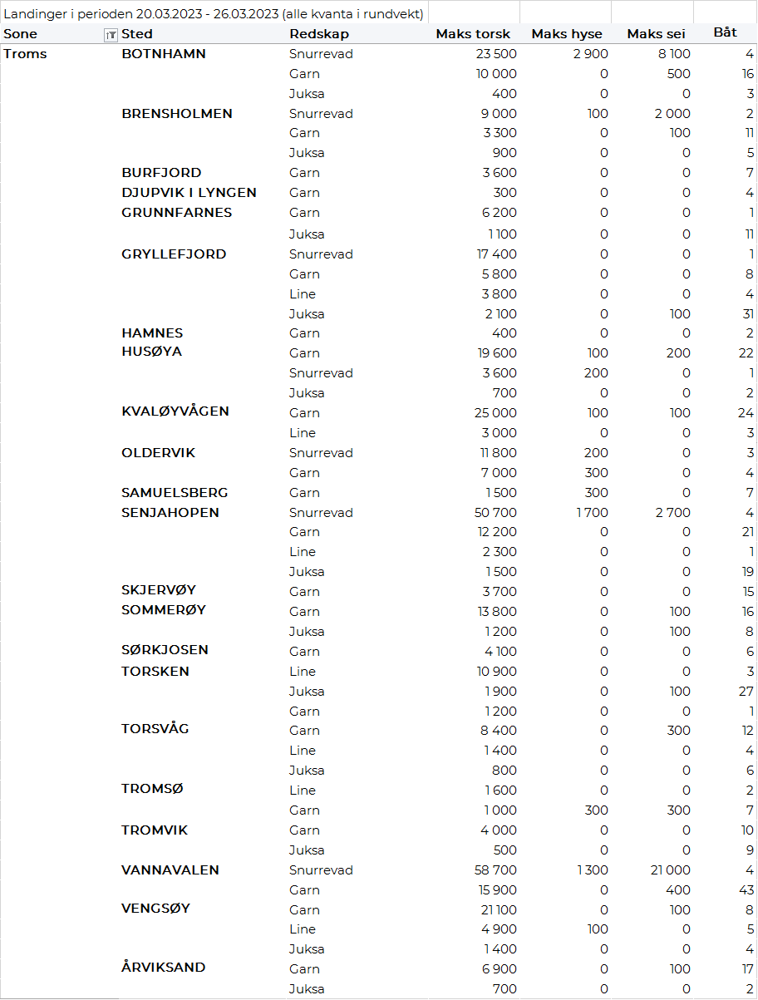 Landinger i perioden 20.03.2023 - 26.03.2023 (alle kvanta i rundvekt)
Sone Sted Redskap Maks torsk Maks hyse Maks sei Båt
Troms BOTNHAMN Snurrevad 23 500 2 900 8 100 4
Garn 10 000 0 500 16
Juksa 400 0 0 3
BRENSHOLMEN Snurrevad 9 000 100 2 000 2
Garn 3 300 0 100 11
Juksa 900 0 0 5
BURFJORD Garn 3 600 0 0 7
DJUPVIK I LYNGEN Garn 300 0 0 4
GRUNNFARNES Garn 6 200 0 0 1
Juksa 1 100 0 0 11
GRYLLEFJORD Snurrevad 17 400 0 0 1
Garn 5 800 0 0 8
Line 3 800 0 0 4
Juksa 2 100 0 100 31
HAMNES Garn 400 0 0 2
HUSØYA Garn 19 600 100 200 22
Snurrevad 3 600 200 0 1
Juksa 700 0 0 2
KVALØYVÅGEN Garn 25 000 100 100 24
Line 3 000 0 0 3
OLDERVIK Snurrevad 11 800 200 0 3
Garn 7 000 300 0 4
SAMUELSBERG Garn 1 500 300 0 7
SENJAHOPEN Snurrevad 50 700 1 700 2 700 4
Garn 12 200 0 0 21
Line 2 300 0 0 1
Juksa 1 500 0 0 19
SKJERVØY Garn 3 700 0 0 15
SOMMERØY Garn 13 800 0 100 16
Juksa 1 200 0 100 8
SØRKJOSEN Garn 4 100 0 0 6
TORSKEN Line 10 900 0 0 3
Juksa 1 900 0 100 27
Garn 1 200 0 0 1
TORSVÅG Garn 8 400 0 300 12
Line 1 400 0 0 4
Juksa 800 0 0 6
TROMSØ Line 1 600 0 0 2
Garn 1 000 300 300 7
TROMVIK Garn 4 000 0 0 10
Juksa 500 0 0 9
VANNAVALEN Snurrevad 58 700 1 300 21 000 4
Garn 15 900 0 400 43
VENGSØY Garn 21 100 0 100 8
Line 4 900 100 0 5
Juksa 1 400 0 0 4
ÅRVIKSAND Garn 6 900 0 100 17
Juksa 700 0 0 2